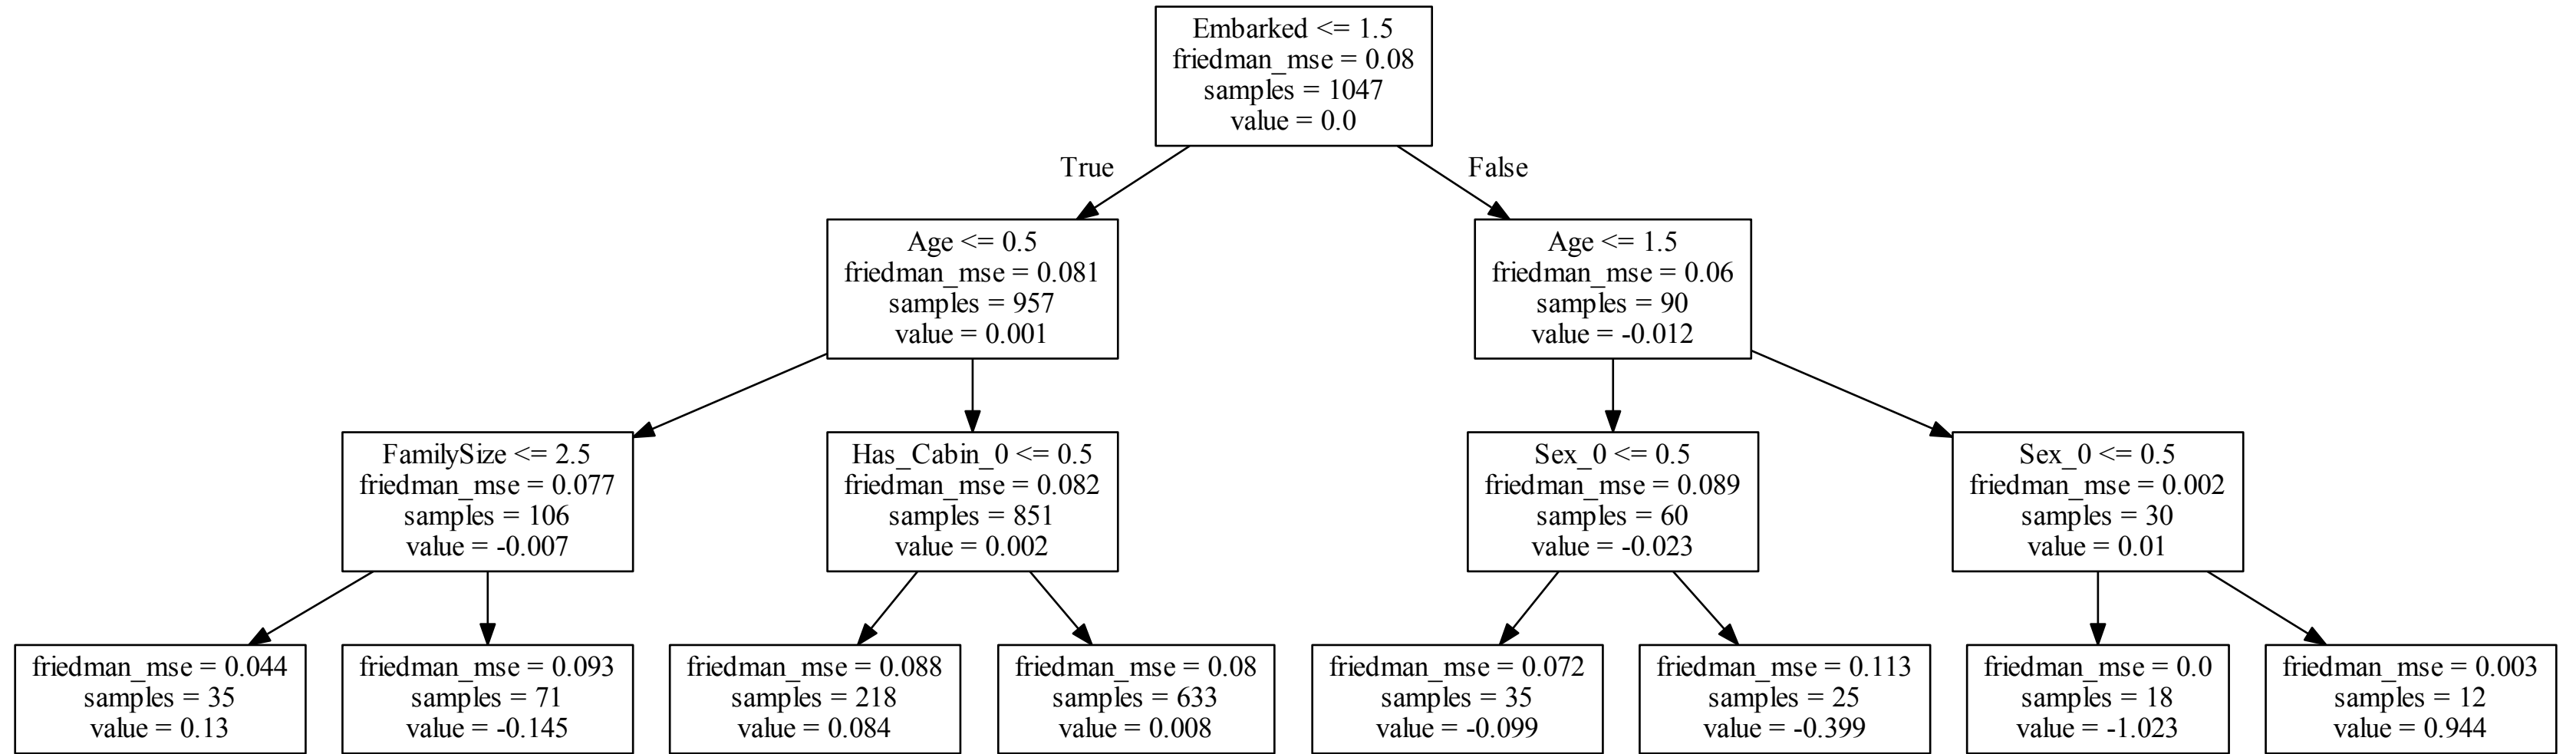 Embarked <= 1.5
friedman_mse = 0.08
samples = 1047
value = 0.0
True
False
Age <= 0.5
friedman_mse = 0.081
samples = 957
value = 0.001
Age <= 1.5
friedman_mse = 0.06
samples = 90
value = -0.012
FamilySize <= 2.5
friedman_mse = 0.077
samples = 106
value = -0.007
Has_Cabin_0 <= 0.5
friedman_mse = 0.082
samples = 851
value = 0.002
Sex_0 <= 0.5
friedman_mse = 0.089
samples = 60
value = -0.023
Sex_0 <= 0.5
friedman_mse = 0.002
samples = 30
value = 0.01
friedman_mse = 0.044
samples = 35
value = 0.13
friedman_mse = 0.093
samples = 71
value = -0.145
friedman_mse = 0.088
samples = 218
value = 0.084
friedman_mse = 0.08
samples = 633
value = 0.008
friedman_mse = 0.072
samples = 35
value = -0.099
friedman_mse = 0.113
samples = 25
value = -0.399
friedman_mse = 0.0
samples = 18
value = -1.023
friedman_mse = 0.003
samples = 12
value = 0.944